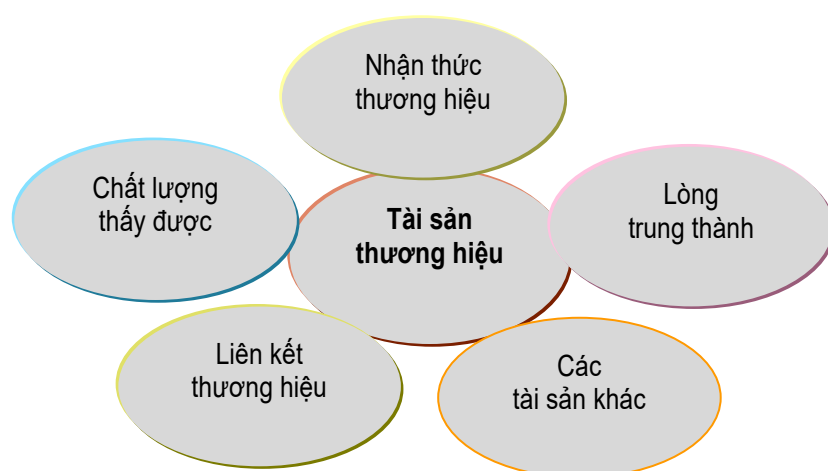 Nhận thức
thương hiệu
Chất lượng
thấy được
Tài sản
thương hiệu
Lòng
trung thành
Liên kết
thương hiệu
Các
tài sản khác